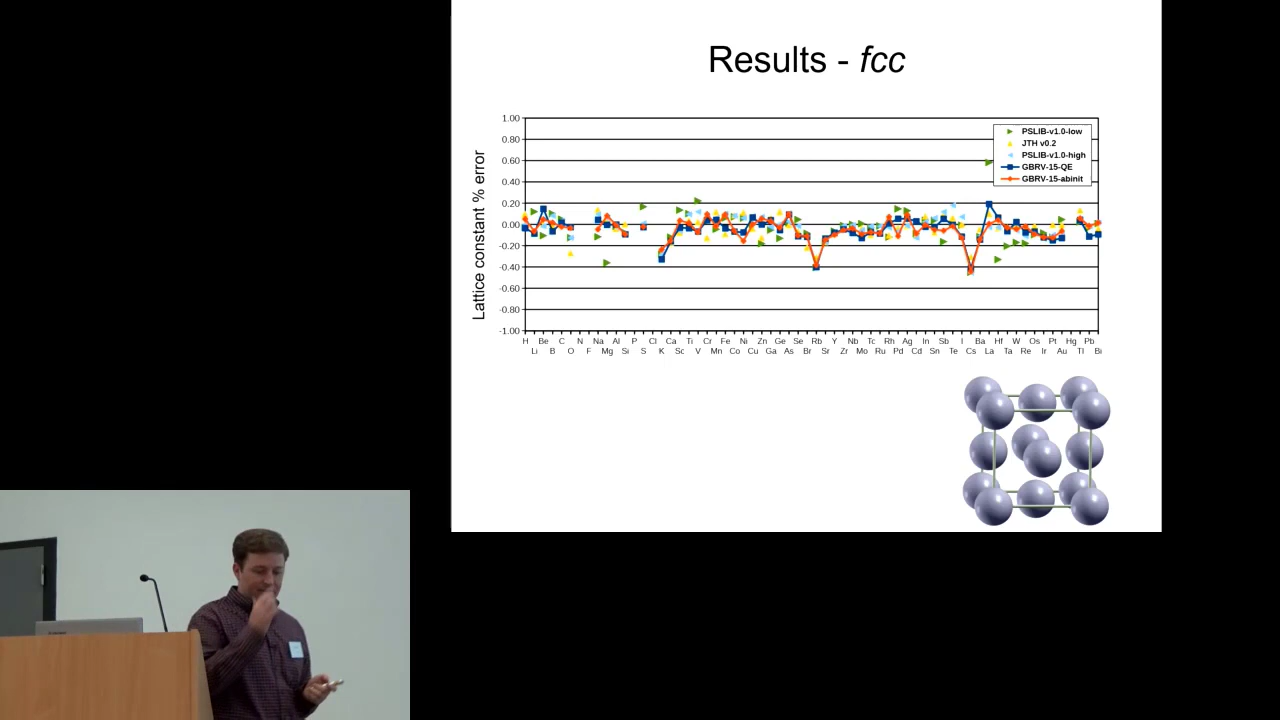 Results - fcc
Lattice constant % error
1.00
0.80
0.60
0.40
0.20
0.00
-0.20
-0.40
-0.60
-0.80
-1.00
PSLIB-v1.0-low
JTH v0.2
PSLIB-v1.0-high
GBRV-15-QE
GBRV-15-abinit
H Be C N Na Al P Cl K Ca Ti Cr Fe Ni Zn Ge Se Rb Y Nb Tc Rh Ag In Sb I Ba Hf W Os Pt Hg Pb
Li B O F Mg Si S Sc V Mn Co Cu Ga As Br Sr Zr Mo Ru Pd Cd Sn Te Cs La Ta Re Ir Au Tl Bi